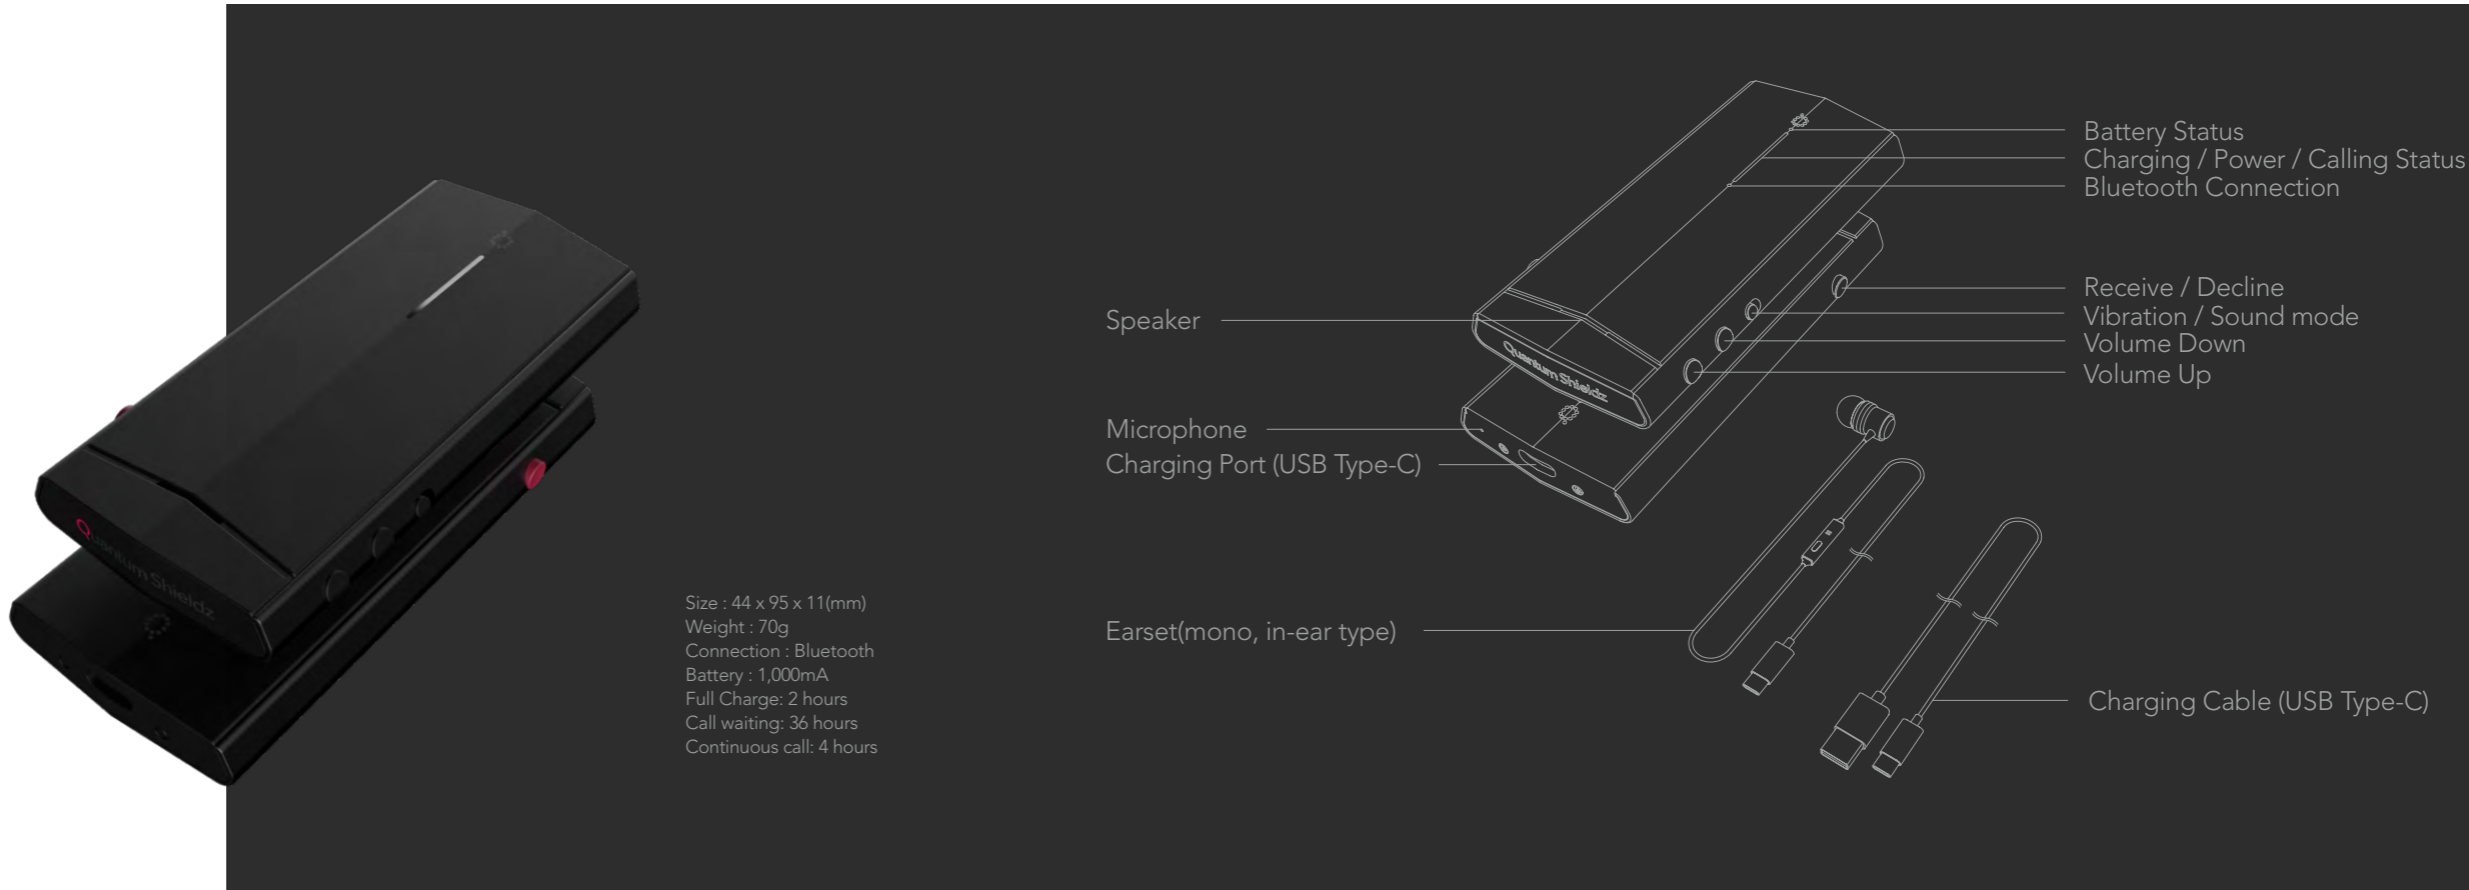 Quantum Shieldz
Size : 44 x 95 x 11(mm)
Weight : 70g
Connection : Bluetooth
Battery : 1,000mA
Full Charge: 2 hours
Call waiting: 36 hours
Continuous call: 4 hours
Speaker
Microphone
Charging Port (USB Type-C)
Earset(mono, in-ear type)
Quantum Shieldz
Battery Status
Charging / Power / Calling Status
Bluetooth Connection
Receive / Decline
Vibration / Sound mode
Volume Down
Volume Up
Charging Cable (USB Type-C)